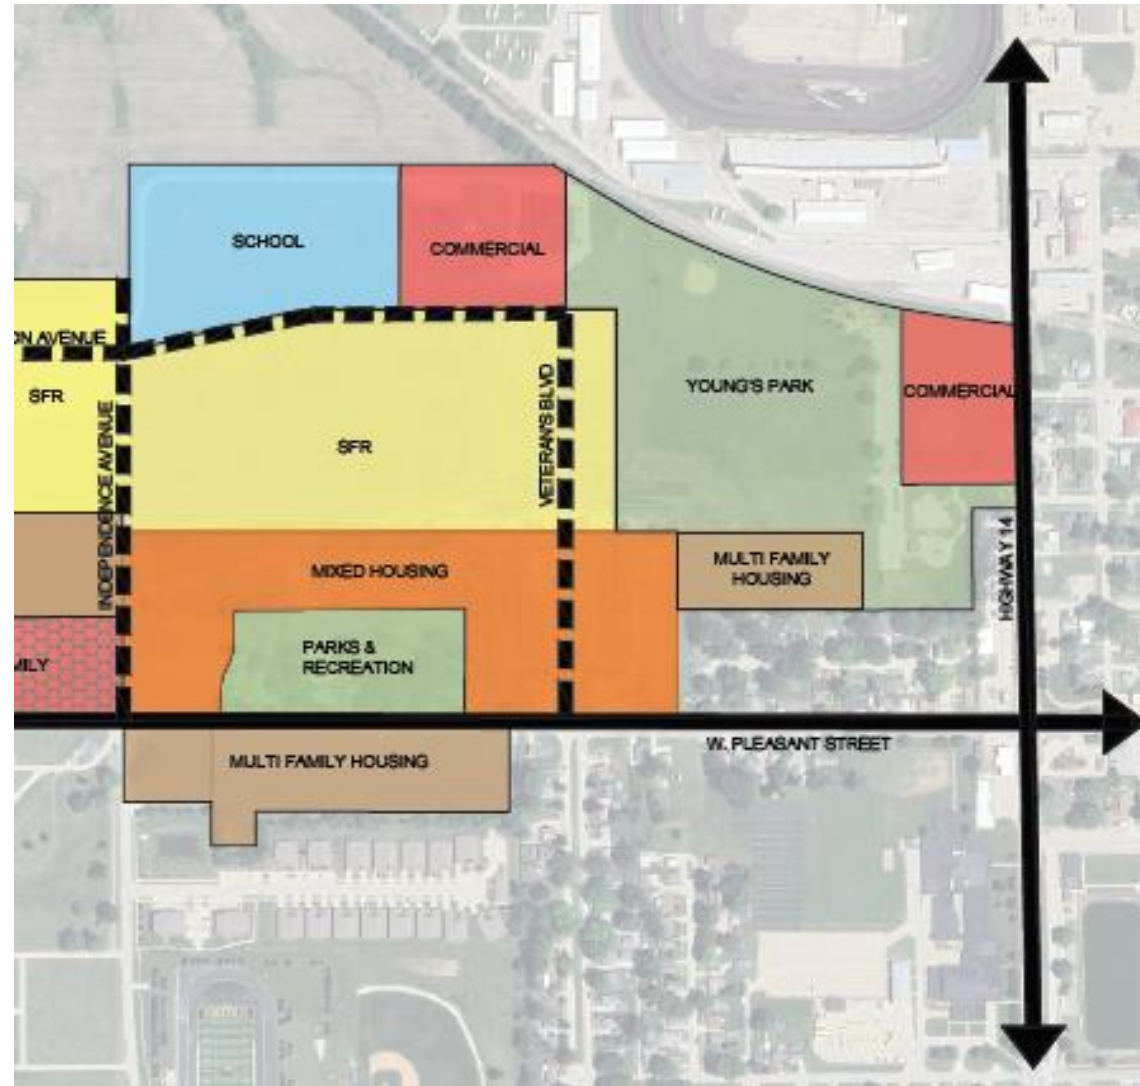 SCHOOL
COMMERCIAL
ON AVENUE
SFR
YOUNG'S PARK
COMMERCIAL
SFR
VETERAN'S BLVD
INDEPENDENCE AVENUE
MULTI FAMILY
HOUSING
MIXED HOUSING
HIGHWAY 14
PARKS &
RECREATION
MILY
W. PLEASANT STREET
MULTI FAMILY HOUSING